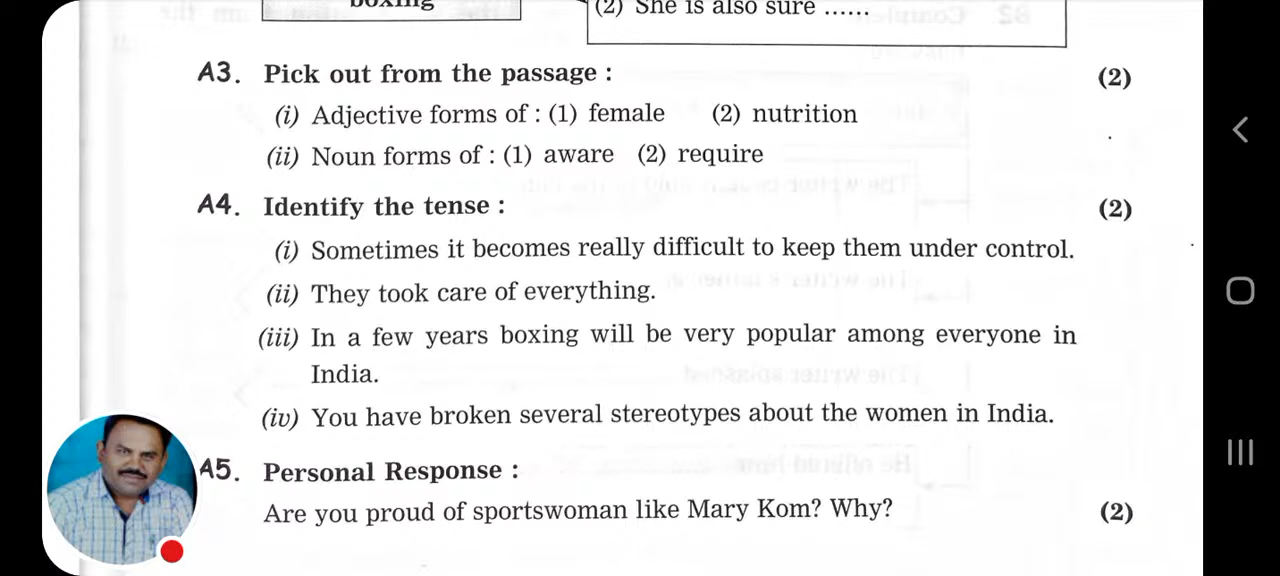 boxing
(2) She is also sure ......
A3. Pick out from the passage : (2)
(i) Adjective forms of : (1) female (2) nutrition
(ii) Noun forms of : (1) aware (2) require
A4. Identify the tense : (2)
(i) Sometimes it becomes really difficult to keep them under control.
(ii) They took care of everything.
(iii) In a few years boxing will be very popular among everyone in
India.
(iv) You have broken several stereotypes about the women in India.
A5. Personal Response :
Are you proud of sportswoman like Mary Kom? Why? (2)